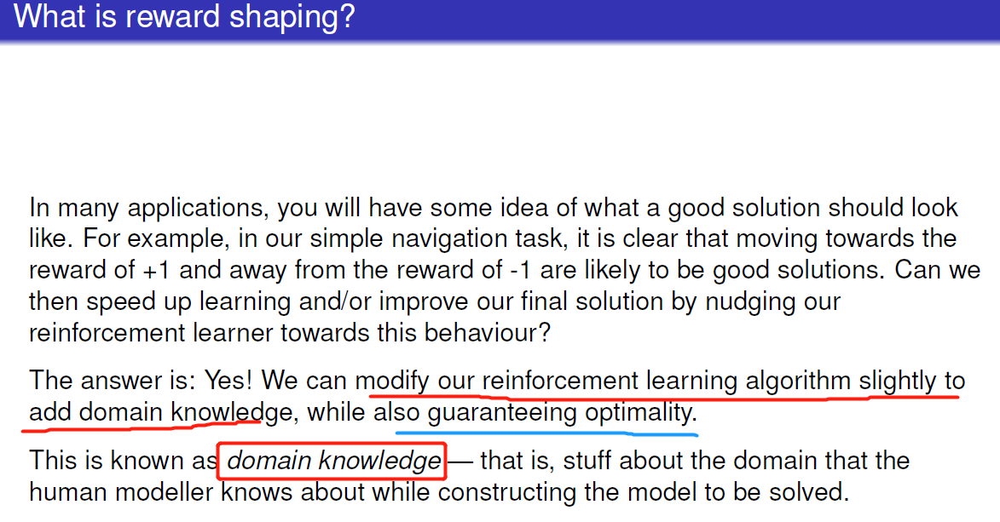 What is reward shaping?
In many applications, you will have some idea of what a good solution should look
like. For example, in our simple navigation task, it is clear that moving towards the
reward of +1 and away from the reward of -1 are likely to be good solutions. Can we
then speed up learning and/or improve our final solution by nudging our
reinforcement learner towards this behaviour?
The answer is: Yes! We can modify our reinforcement learning algorithm slightly to
add domain knowledge, while also guaranteeing optimality.
This is known as domain knowledge — that is, stuff about the domain that the
human modeller knows about while constructing the model to be solved.